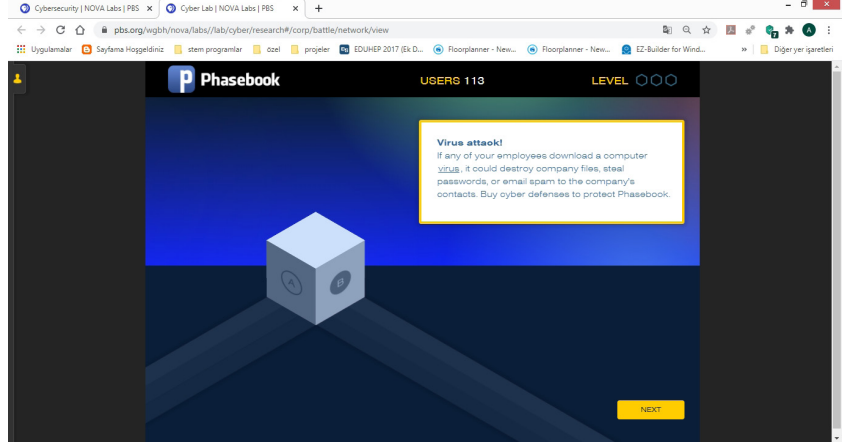 Cybersecurity | NOVA Labs | PBS
Cyber Lab | NOVA Labs | PBS
pbs.org/wgbh/nova/labs//lab/cyber/research#/corp/battle/network/view
A
Uygulamalar
Sayfama Hoşgeldiniz
stem programlar
özel
projeler
EDUHEP 2017 (Ek D...
Floorplanner - New...
Floorplanner - New...
EZ-Builder for Wind...
»
Diğer yer işaretleri
p Phasebook
USERS 113
LEVEL
Virus attack!
If any of your employees download a computer
virus, it could destroy company files, steal
passwords, or email spam to the company's
contacts. Buy cyber defenses to protect Phasebook.
A
B
NEXT